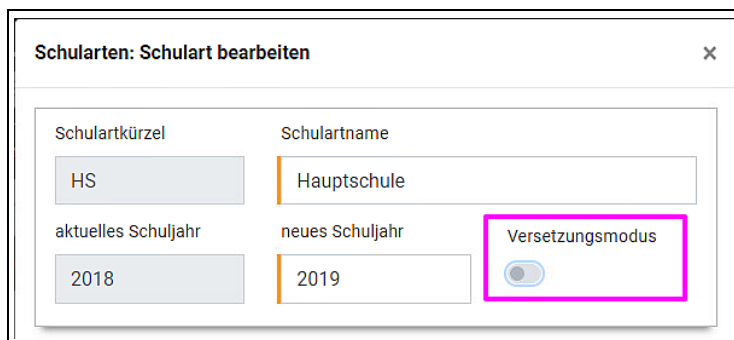 Schularten: Schulart bearbeiten ×
Schulartkürzel Schulartname
HS Hauptschule
aktuelles Schuljahr neues Schuljahr Versetzungsmodus
2018 2019